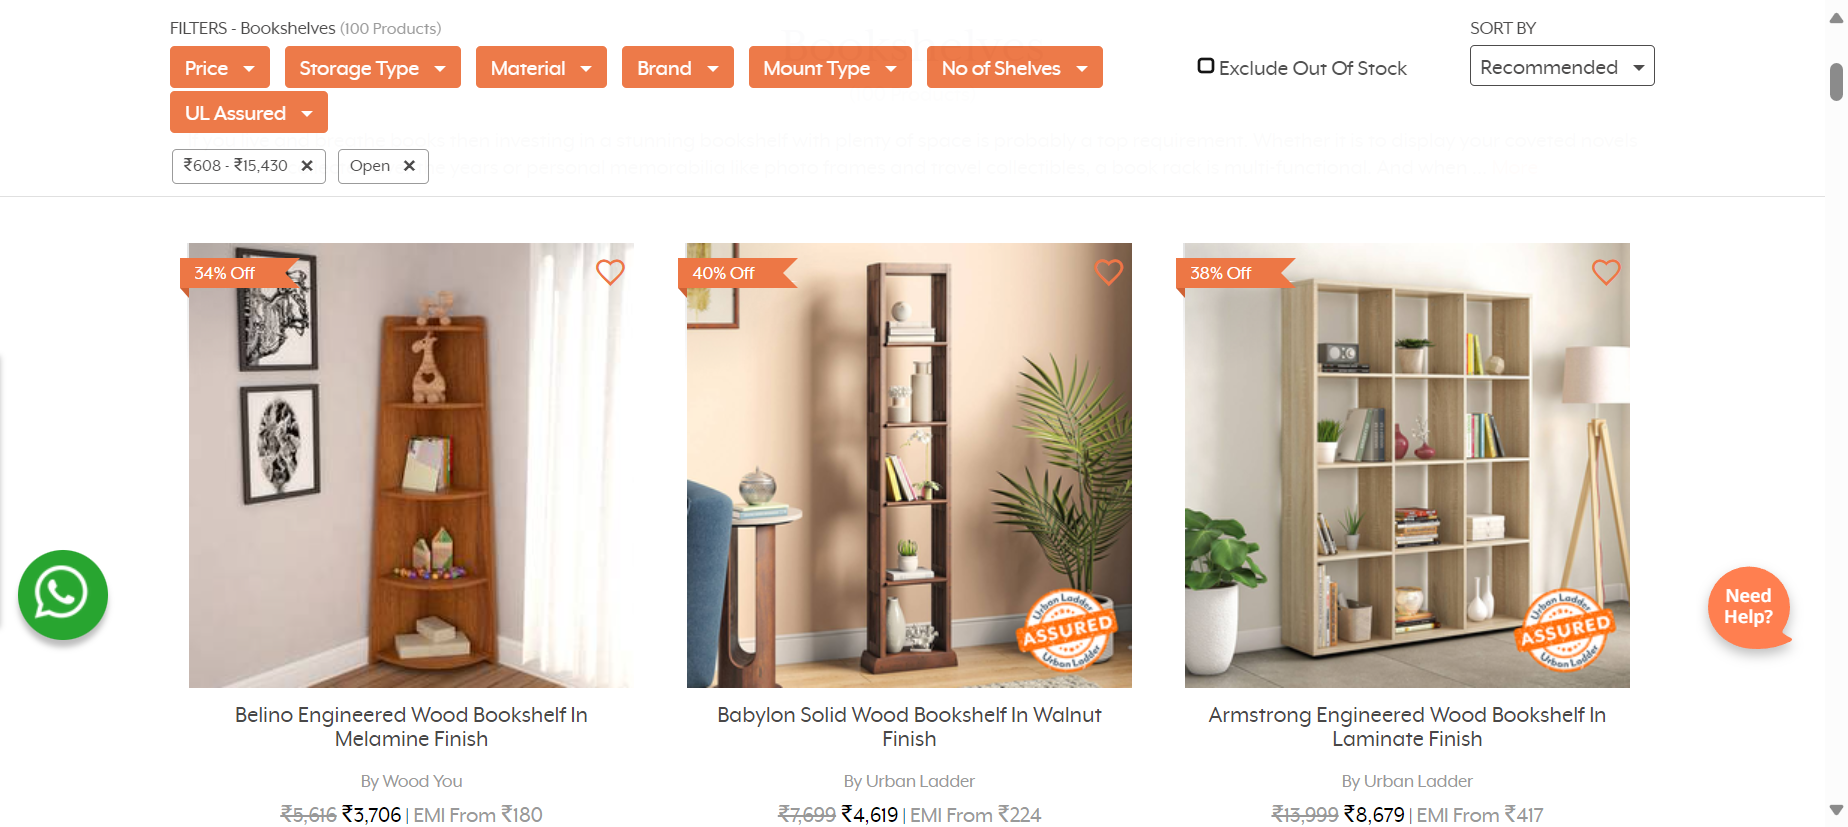 FILTERS - Bookshelves (100 Products)
SORT BY
Price
Storage Type
Material
Brand
Mount Type
No of Shelves
Exclude Out Of Stock
Recommended
UL Assured
₹608 - ₹15,430
Open
34% Off
40% Off
38% Off
Urban Ladder
ASSURED
Urban Ladder
Urban Ladder
ASSURED
Urban Ladder
Need
Help?
Belino Engineered Wood Bookshelf In
Melamine Finish
By Wood You
₹5,616 ₹3,706 | EMI From ₹180
Babylon Solid Wood Bookshelf In Walnut
Finish
By Urban Ladder
₹7,699 ₹4,619 | EMI From ₹224
Armstrong Engineered Wood Bookshelf In
Laminate Finish
By Urban Ladder
₹13,999 ₹8,679 | EMI From ₹417